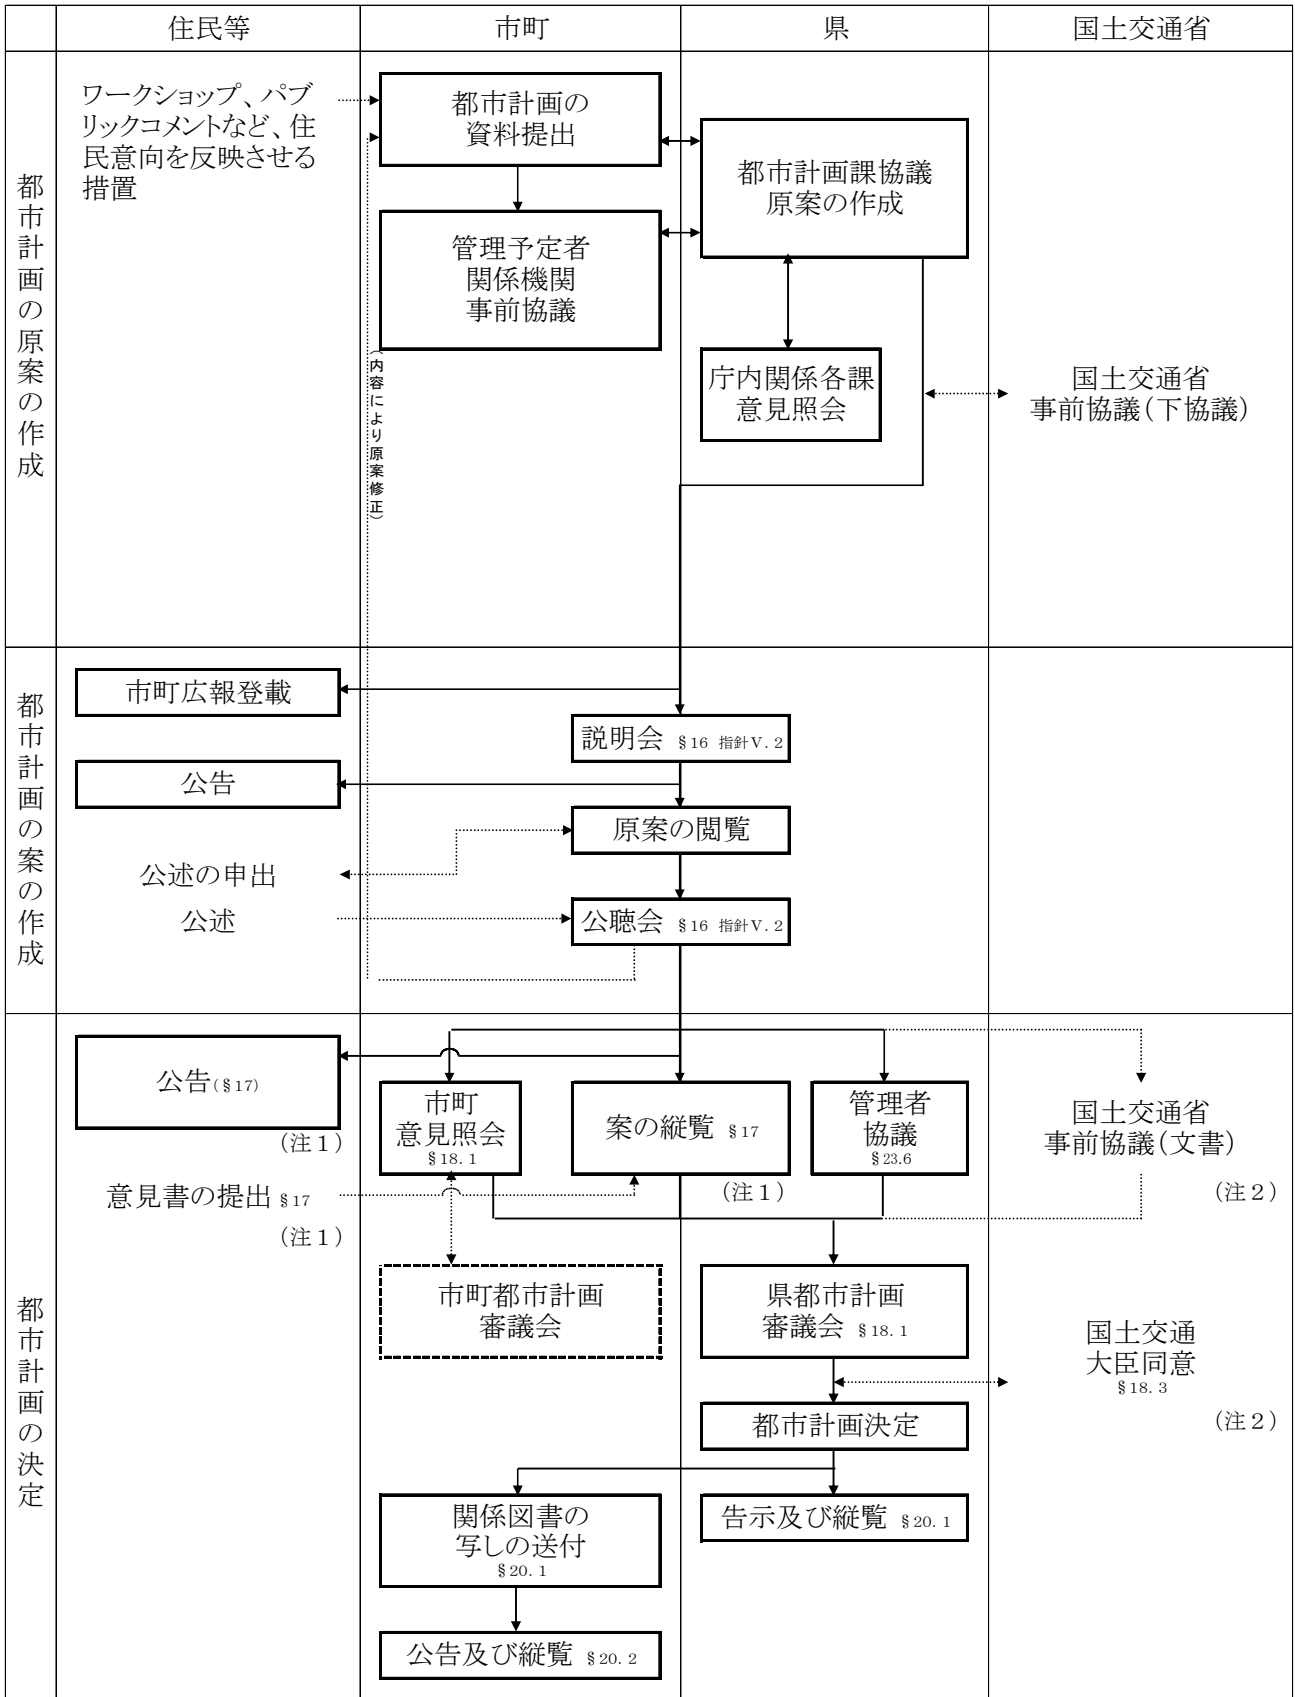 住民等
市町
県
国土交通省
都市計画の原案の作成
ワークショップ、パブ
リックコメントなど、住
民意向を反映させる
措置
都市計画の
資料提出
都市計画課協議
原案の作成
管理予定者
関係機関
事前協議
(内容により原案修正)
庁内関係各課
意見照会
国土交通省
事前協議(下協議)
都市計画の案の作成
市町広報登載
説明会 §16 指針Ⅴ.2
公告
原案の閲覧
公述の申出
公述
公聴会 §16 指針Ⅴ.2
都市計画の決定
公告(§17)
(注1)
市町
意見照会
§18.1
案の縦覧 §17
(注1)
管理者
協議
§23.6
国土交通省
事前協議(文書)
(注2)
意見書の提出 §17
(注1)
市町都市計画
審議会
県都市計画
審議会 §18.1
国土交通
大臣同意
§18.3
(注2)
都市計画決定
関係図書の
写しの送付
§20.1
告示及び縦覧 §20.1
公告及び縦覧 §20.2